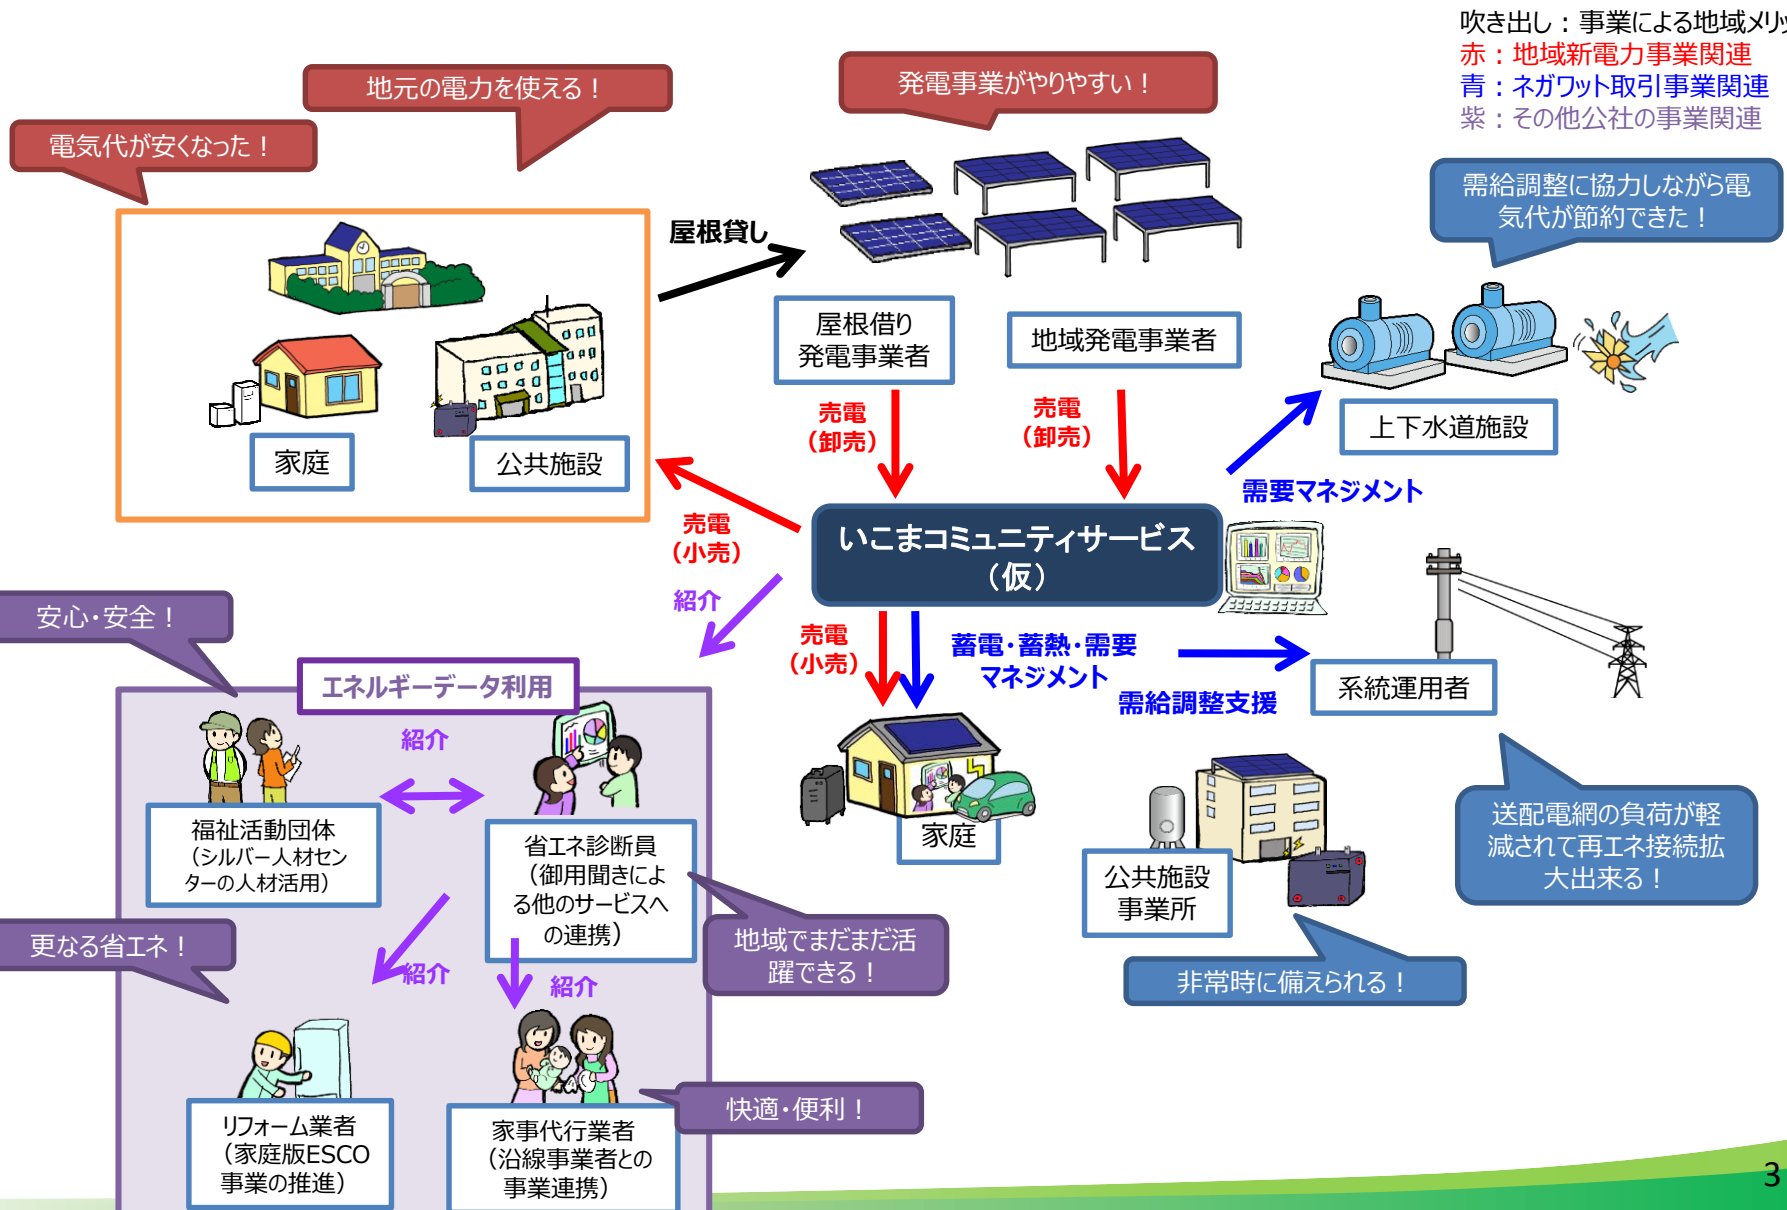 吹き出し：事業による地域メリッ
赤：地域新電力事業関連
青：ネガワット取引事業関連
紫：その他公社の事業関連
地元の電力を使える！
発電事業がやりやすい！
電気代が安くなった！
需給調整に協力しながら電
気代が節約できた！
屋根貸し
屋根借り
発電事業者
地域発電事業者
家庭
公共施設
上下水道施設
売電
（卸売）
売電
（卸売）
需要マネジメント
売電
（小売）
いこまコミュニティサービス
（仮）
紹介
安心・安全！
売電
（小売）
蓄電・蓄熱・需要
マネジメント
需給調整支援
系統運用者
エネルギーデータ利用
紹介
福祉活動団体
（シルバー人材セン
ターの人材活用）
省エネ診断員
（御用聞きによ
る他のサービスへ
の連携）
家庭
公共施設
事業所
送配電網の負荷が軽
減されて再エネ接続拡
大出来る！
更なる省エネ！
地域でまだまだ活
躍できる！
非常時に備えられる！
紹介
紹介
快適・便利！
リフォーム業者
（家庭版ESCO
事業の推進）
家事代行業者
（沿線事業者との
事業連携）
3